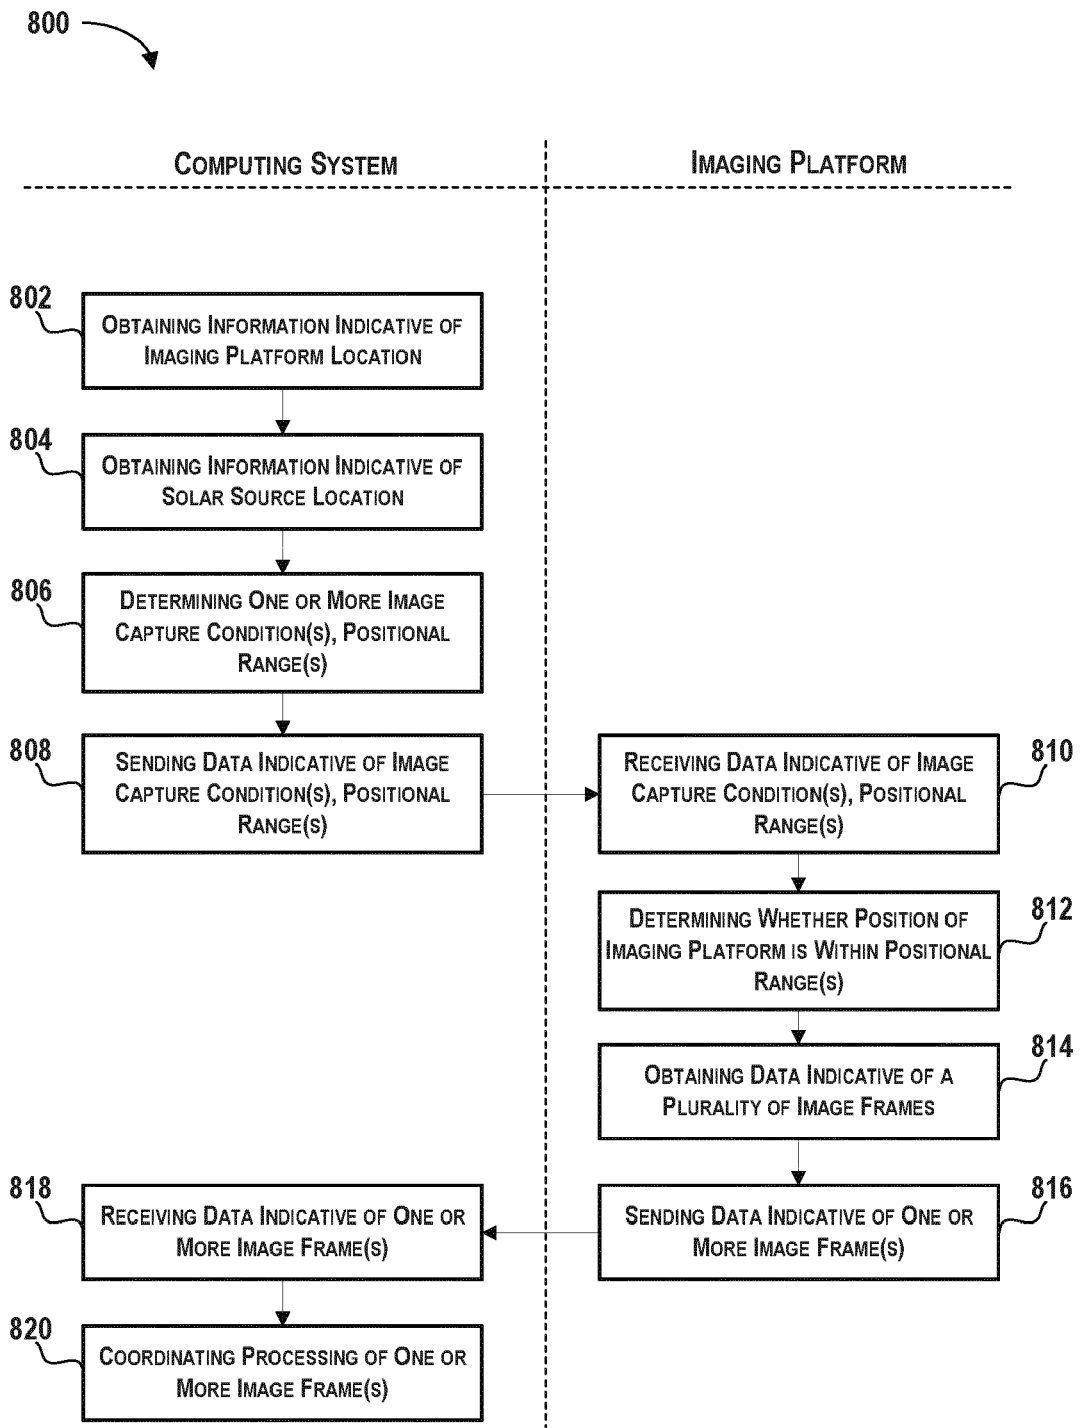 800
COMPUTING SYSTEM
IMAGING PLATFORM
802
OBTAINING INFORMATION INDICATIVE OF
IMAGING PLATFORM LOCATION
804
OBTAINING INFORMATION INDICATIVE OF
SOLAR SOURCE LOCATION
806
DETERMINING ONE OR MORE IMAGE
CAPTURE CONDITION(S), POSITIONAL
RANGE(S)
808
SENDING DATA INDICATIVE OF IMAGE
CAPTURE CONDITION(S), POSITIONAL
RANGE(S)
810
RECEIVING DATA INDICATIVE OF IMAGE
CAPTURE CONDITION(S), POSITIONAL
RANGE(S)
812
DETERMINING WHETHER POSITION OF
IMAGING PLATFORM IS WITHIN POSITIONAL
RANGE(S)
814
OBTAINING DATA INDICATIVE OF A
PLURALITY OF IMAGE FRAMES
816
SENDING DATA INDICATIVE OF ONE OR
MORE IMAGE FRAME(S)
818
RECEIVING DATA INDICATIVE OF ONE OR
MORE IMAGE FRAME(S)
820
COORDINATING PROCESSING OF ONE OR
MORE IMAGE FRAME(S)